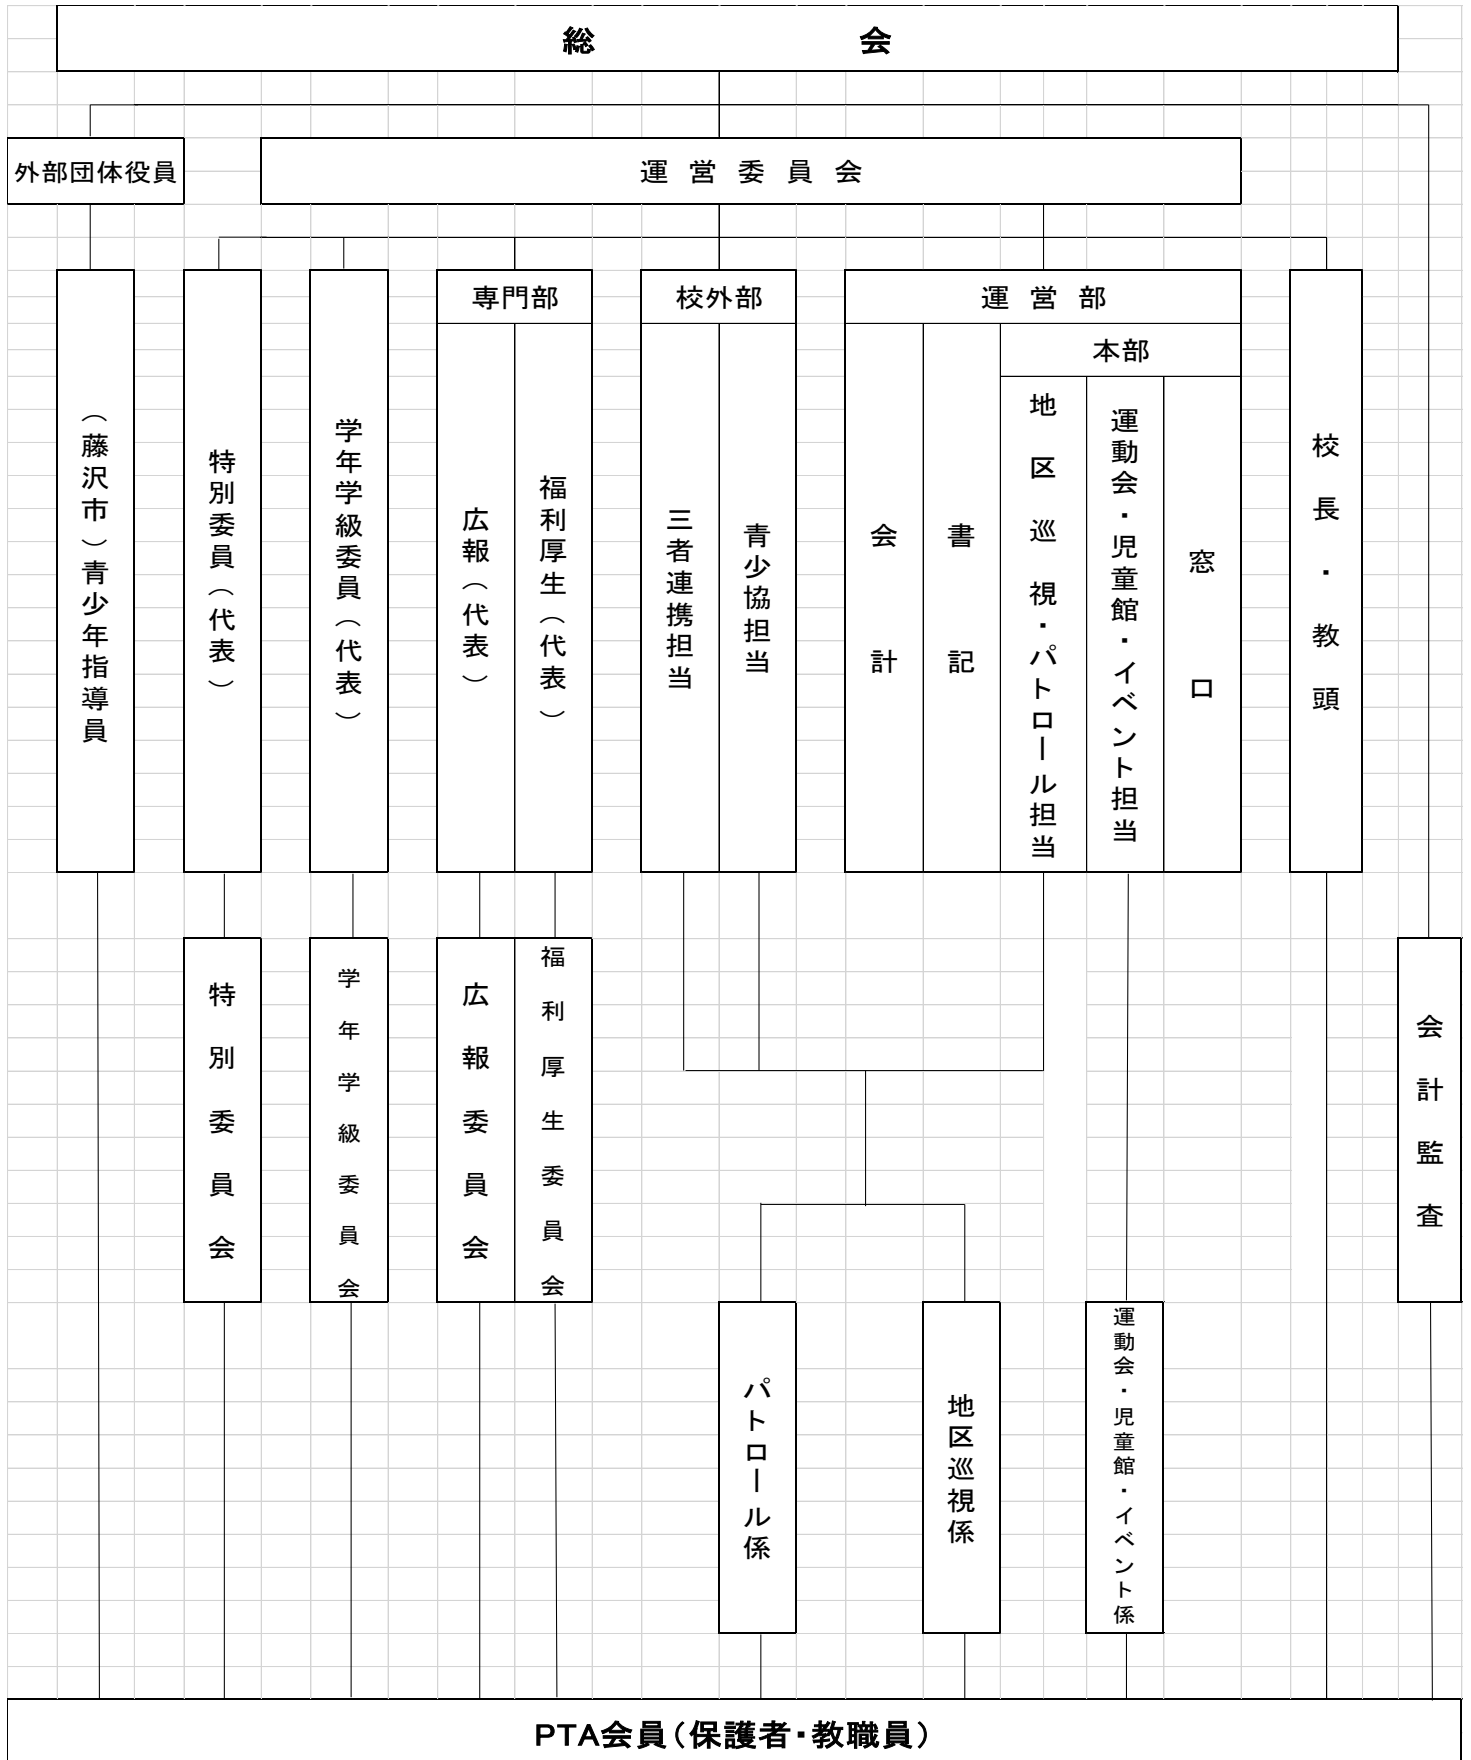 総　会
外部団体役員
運営委員会
専門部
校外部
運営部
本部
（藤沢市）青少年指導員
特別委員（代表）
学年学級委員（代表）
広報（代表）
福利厚生（代表）
三者連携担当
青少協担当
会計
書記
地区巡視・パトロール担当
運動会・児童館・イベント担当
窓口
校長・教頭
特別委員会
学年学級委員会
広報委員会
福利厚生委員会
会計監査
パトロール係
地区巡視係
運動会・児童館・イベント係
PTA会員（保護者・教職員）